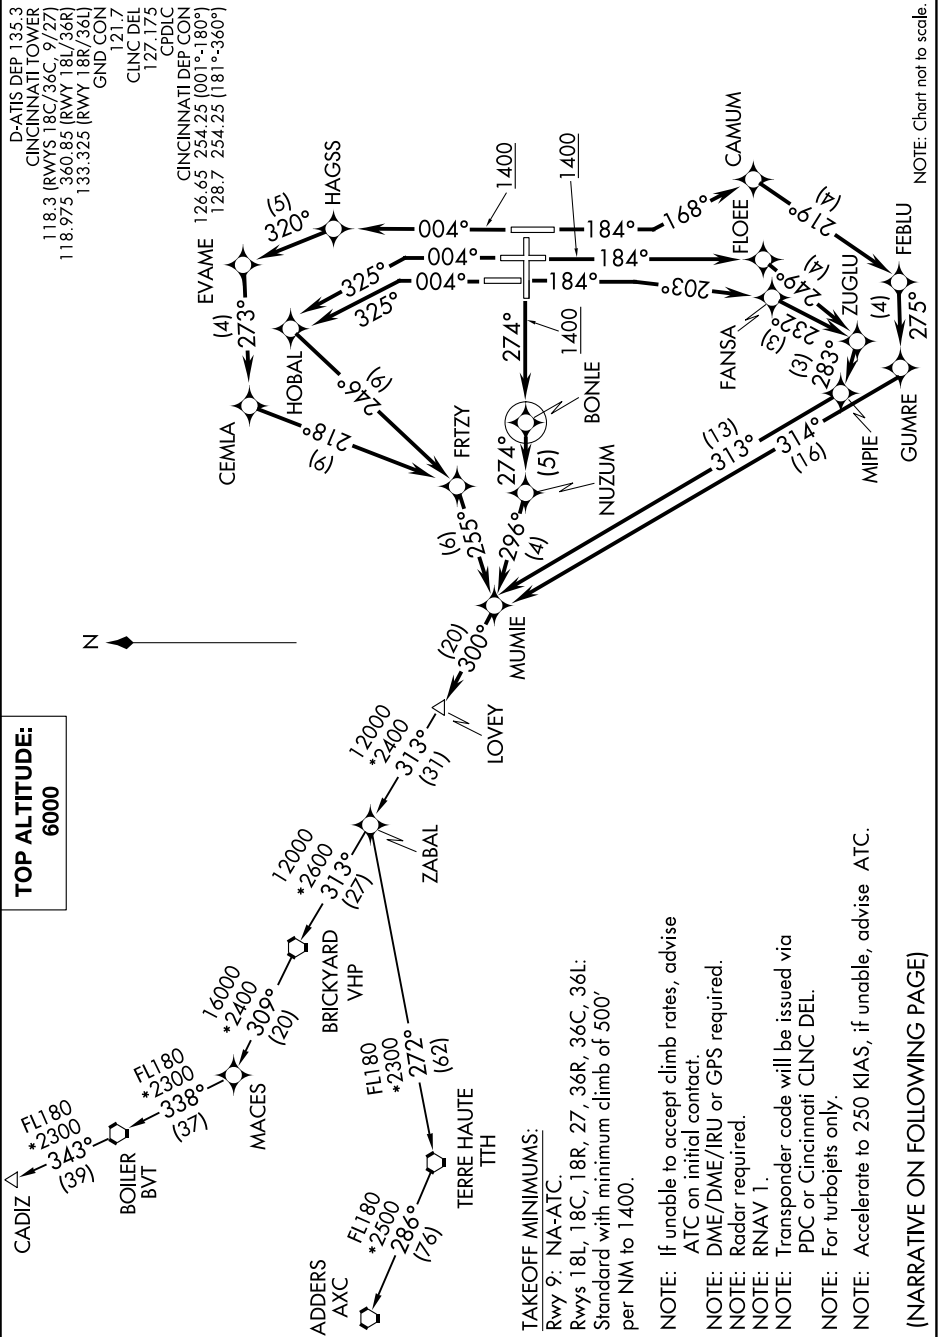 D-ATIS DEP 135.3
CINCINNATI TOWER
118.3 (RWYS 18C/36C, 9/27)
118.975 360.85 (RWY 18L/36R)
133.325 (RWY 18R/36L)
GND CON
121.7
CLNC DEL
127.175
CPDLC
CINCINNATI DEP CON
126.65 254.25 (001°-180°)
128.7 254.25 (181°-360°)
TOP ALTITUDE:
6000
N
NOTE: Chart not to scale.
CADIZ
FL180
*2300
343°
(39)
BOILER
BVT
FL180
*2300
338°
(37)
MACES
16000
*2400
309°
(20)
BRICKYARD
VHP
12000
*2600
313°
(27)
ZABAL
12000
*2400
313°
(31)
LOVEY
(20)
300°
MUMIE
ADDERS
AXC
FL180
*2500
286°
(76)
TERRE HAUTE
TTH
FL180
*2300
272°
(62)
CEMLA
(4)
273°
EVAME
(5)
320°
HAGSS
218°
(9)
HOBAL
246°
(9)
325°
325°
004°
004°
004°
1400
1400
1400
FRTZY
(6)
255°
274°
BONLE
274°
(5)
NUZUM
296°
(4)
184°
184°
184°
168°
203°
CAMUM
219°
(4)
FLOEE
249°
(4)
FANSA
232°
(3)
ZUGLU
283°
(3)
MIPIE
FEBLU
(4)
275°
GUMRE
(13)
313°
314°
(16)
TAKEOFF MINIMUMS:
Rwy 9: NA-ATC.
Rwys 18L, 18C, 18R, 27, 36R, 36C, 36L:
Standard with minimum climb of 500'
per NM to 1400.
NOTE: If unable to accept climb rates, advise
ATC on initial contact.
NOTE: DME/DME/IRU or GPS required.
NOTE: Radar required.
NOTE: RNAV 1.
NOTE: Transponder code will be issued via
PDC or Cincinnati CLNC DEL.
NOTE: For turbojets only.
NOTE: Accelerate to 250 KIAS, if unable, advise ATC.
(NARRATIVE ON FOLLOWING PAGE)